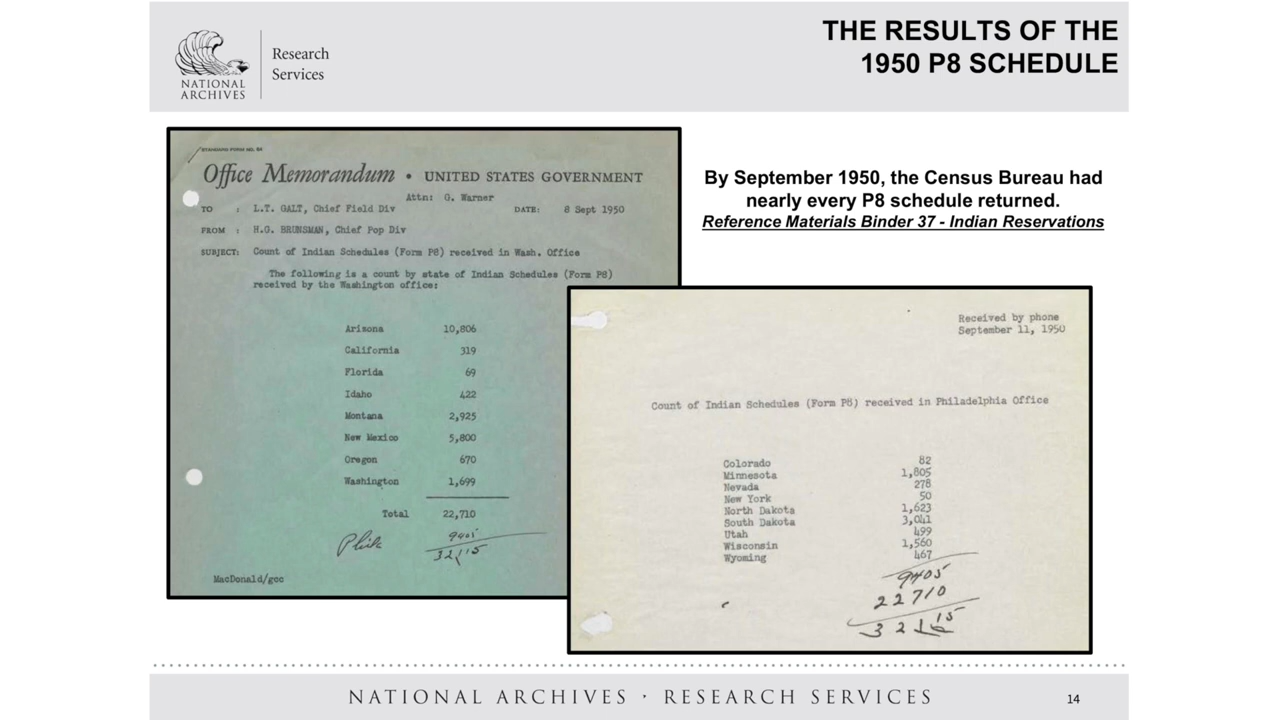 NATIONAL
ARCHIVES
Research
Services
THE RESULTS OF THE
1950 P8 SCHEDULE
STANDARD FORM NO. 64
Office Memorandum • UNITED STATES GOVERNMENT
Attn: G. Warner
TO : L.T. GALT, Chief Field Div DATE: 8 Sept 1950
FROM : H.G. BRUNSMAN, Chief Pop Div
SUBJECT: Count of Indian Schedules (Form P8) received in Wash. Office
The following is a count by state of Indian Schedules (Form P8)
received by the Washington office:
Arizona 10,806
California 319
Florida 69
Idaho 422
Montana 2,925
New Mexico 5,800
Oregon 670
Washington 1,699
Total 22,710
Phila 9405
32115
MacDonald/gcc
By September 1950, the Census Bureau had
nearly every P8 schedule returned.
Reference Materials Binder 37 - Indian Reservations
Received by phone
September 11, 1950
Count of Indian Schedules (Form P8) received in Philadelphia Office
Colorado 82
Minnesota 1,805
Nevada 278
New York 50
North Dakota 1,623
South Dakota 3,041
Utah 499
Wisconsin 1,560
Wyoming 467
9405
22710
15
32
NATIONAL ARCHIVES · RESEARCH SERVICES
14